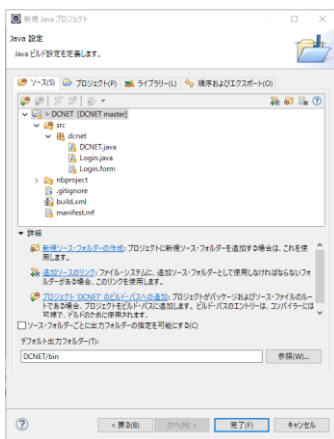 新規 Java プロジェクト
Java 設定
Java ビルド設定を定義します。
ソース(S) プロジェクト(P) ライブラリー(L) 順序およびエクスポート(O)
> DCNET [DCNET master]
src
dcnet
DCNET.java
Login.java
Login.form
nbproject
.gitignore
build.xml
manifest.mf
詳細
新規ソース・フォルダーの作成: プロジェクトに新規ソース・フォルダーを追加する場合は、これを使
用します。
追加ソースのリンク: ファイル・システムに、追加ソース・フォルダーとして使用しなければならないフォ
ルダーがある場合、このリンクを使用します。
プロジェクト 'DCNET' のビルド・パスへの追加: プロジェクトがパッケージおよびソース・ファイルのルー
トである場合、プロジェクトをビルド・パスに追加します。ビルド・パスのエントリーは、コンパイラーには
可視で、ビルドのために使用されます。
ソース・フォルダーごとに出力フォルダーの指定を可能にする(C)
デフォルト出力フォルダー(T):
DCNET/bin 参照(W)...
< 戻る(B) 次へ(N) > 完了(F) キャンセル